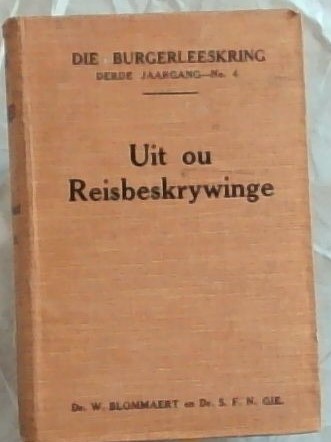 DIE BURGERLEESKRING
DERDE JAARGANG—No. 4
Uit ou
Reisbeskrywinge
Dr. W. BLOMMAERT en Dr. S. F. N. GIE.